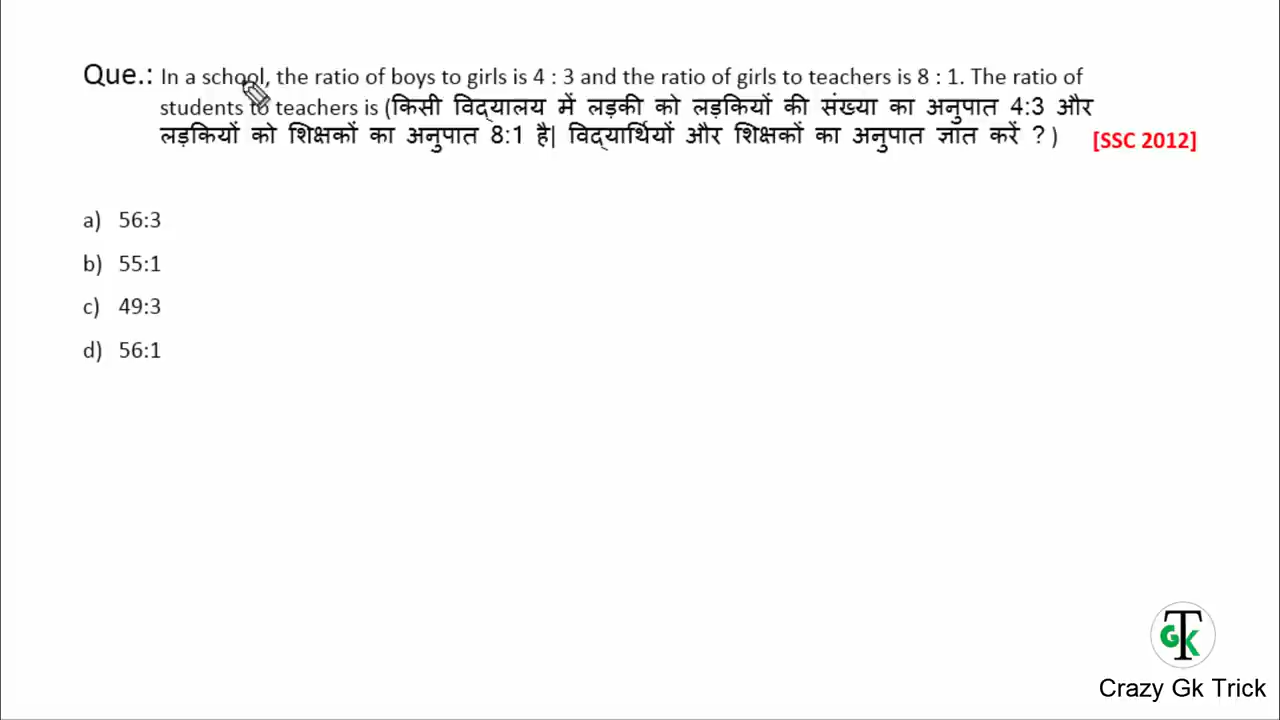 Que.: In a school, the ratio of boys to girls is 4 : 3 and the ratio of girls to teachers is 8 : 1. The ratio of
students to teachers is (किसी विद्यालय में लड़की को लड़कियों की संख्या का अनुपात 4:3 और
लड़कियों को शिक्षकों का अनुपात 8:1 है| विद्यार्थियों और शिक्षकों का अनुपात ज्ञात करें ? ) [SSC 2012]
a) 56:3
b) 55:1
c) 49:3
d) 56:1
GTK
Crazy Gk Trick